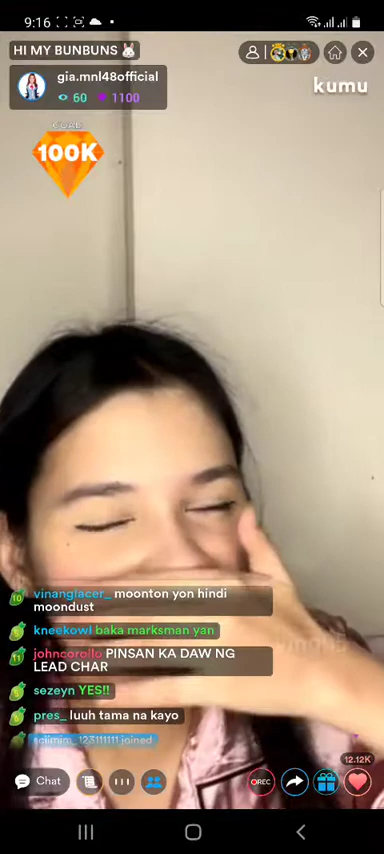 9:16
HI MY BUNBUNS
gia.mnl48official
60 1100
kumu
GOAL
100K
10 vinanglacer_ moonton yon hindi
moondust
kneekowl baka marksman yan
11 PINSAN KA DAW NG
LEAD CHAR
sezeyn YES!!
pres_ luuh tama na kayo
joined
12.12K
Chat
REC